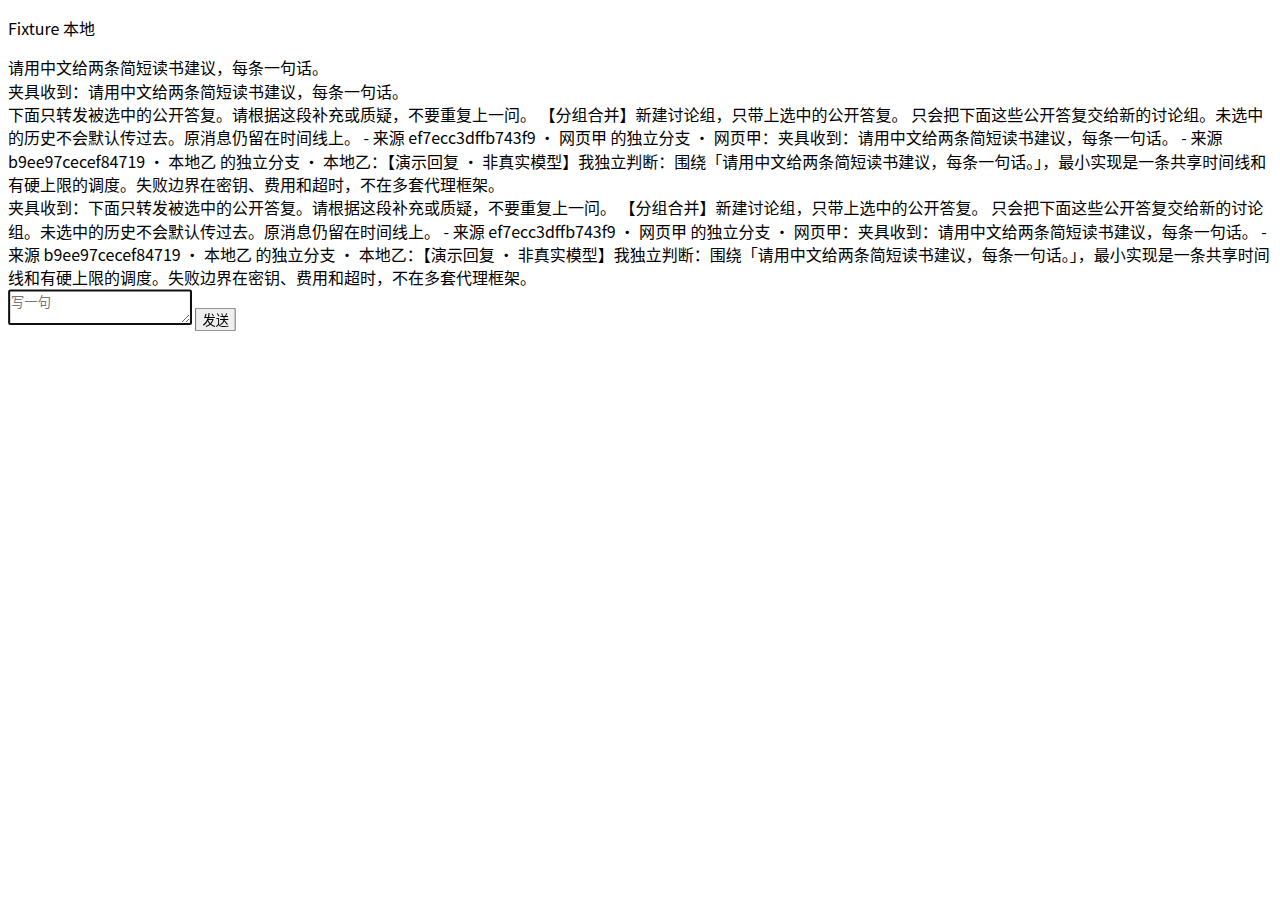 Fixture 本地
请用中文给两条简短读书建议，每条一句话。
夹具收到：请用中文给两条简短读书建议，每条一句话。
下面只转发被选中的公开答复。请根据这段补充或质疑，不要重复上一问。 【分组合并】新建讨论组，只带上选中的公开答复。 只会把下面这些公开答复交给新的讨论组。未选中
的历史不会默认传过去。原消息仍留在时间线上。 - 来源 ef7ecc3dffb743f9 · 网页甲 的独立分支 · 网页甲：夹具收到：请用中文给两条简短读书建议，每条一句话。 - 来源
b9ee97cecef84719 · 本地乙 的独立分支 · 本地乙：【演示回复 · 非真实模型】我独立判断：围绕「请用中文给两条简短读书建议，每条一句话。」，最小实现是一条共享时间线和
有硬上限的调度。失败边界在密钥、费用和超时，不在多套代理框架。
夹具收到：下面只转发被选中的公开答复。请根据这段补充或质疑，不要重复上一问。 【分组合并】新建讨论组，只带上选中的公开答复。 只会把下面这些公开答复交给新的讨论
组。未选中的历史不会默认传过去。原消息仍留在时间线上。 - 来源 ef7ecc3dffb743f9 · 网页甲 的独立分支 · 网页甲：夹具收到：请用中文给两条简短读书建议，每条一句话。 -
来源 b9ee97cecef84719 · 本地乙 的独立分支 · 本地乙：【演示回复 · 非真实模型】我独立判断：围绕「请用中文给两条简短读书建议，每条一句话。」，最小实现是一条共享时间
线和有硬上限的调度。失败边界在密钥、费用和超时，不在多套代理框架。
写一句
发送